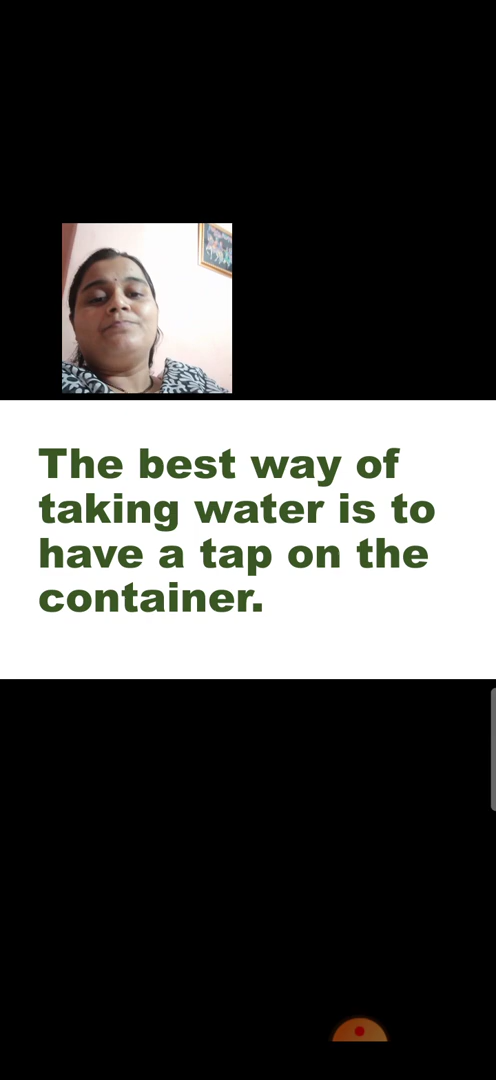 The best way of
taking water is to
have a tap on the
container.